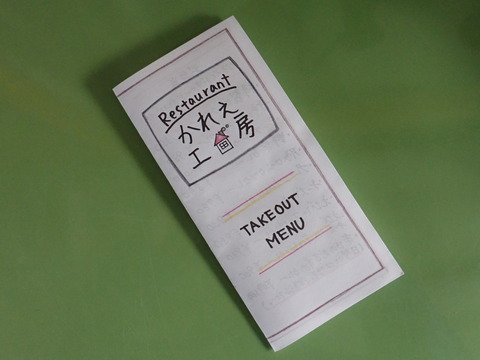 Restaurant
かれえ
工房
TAKEOUT
MENU